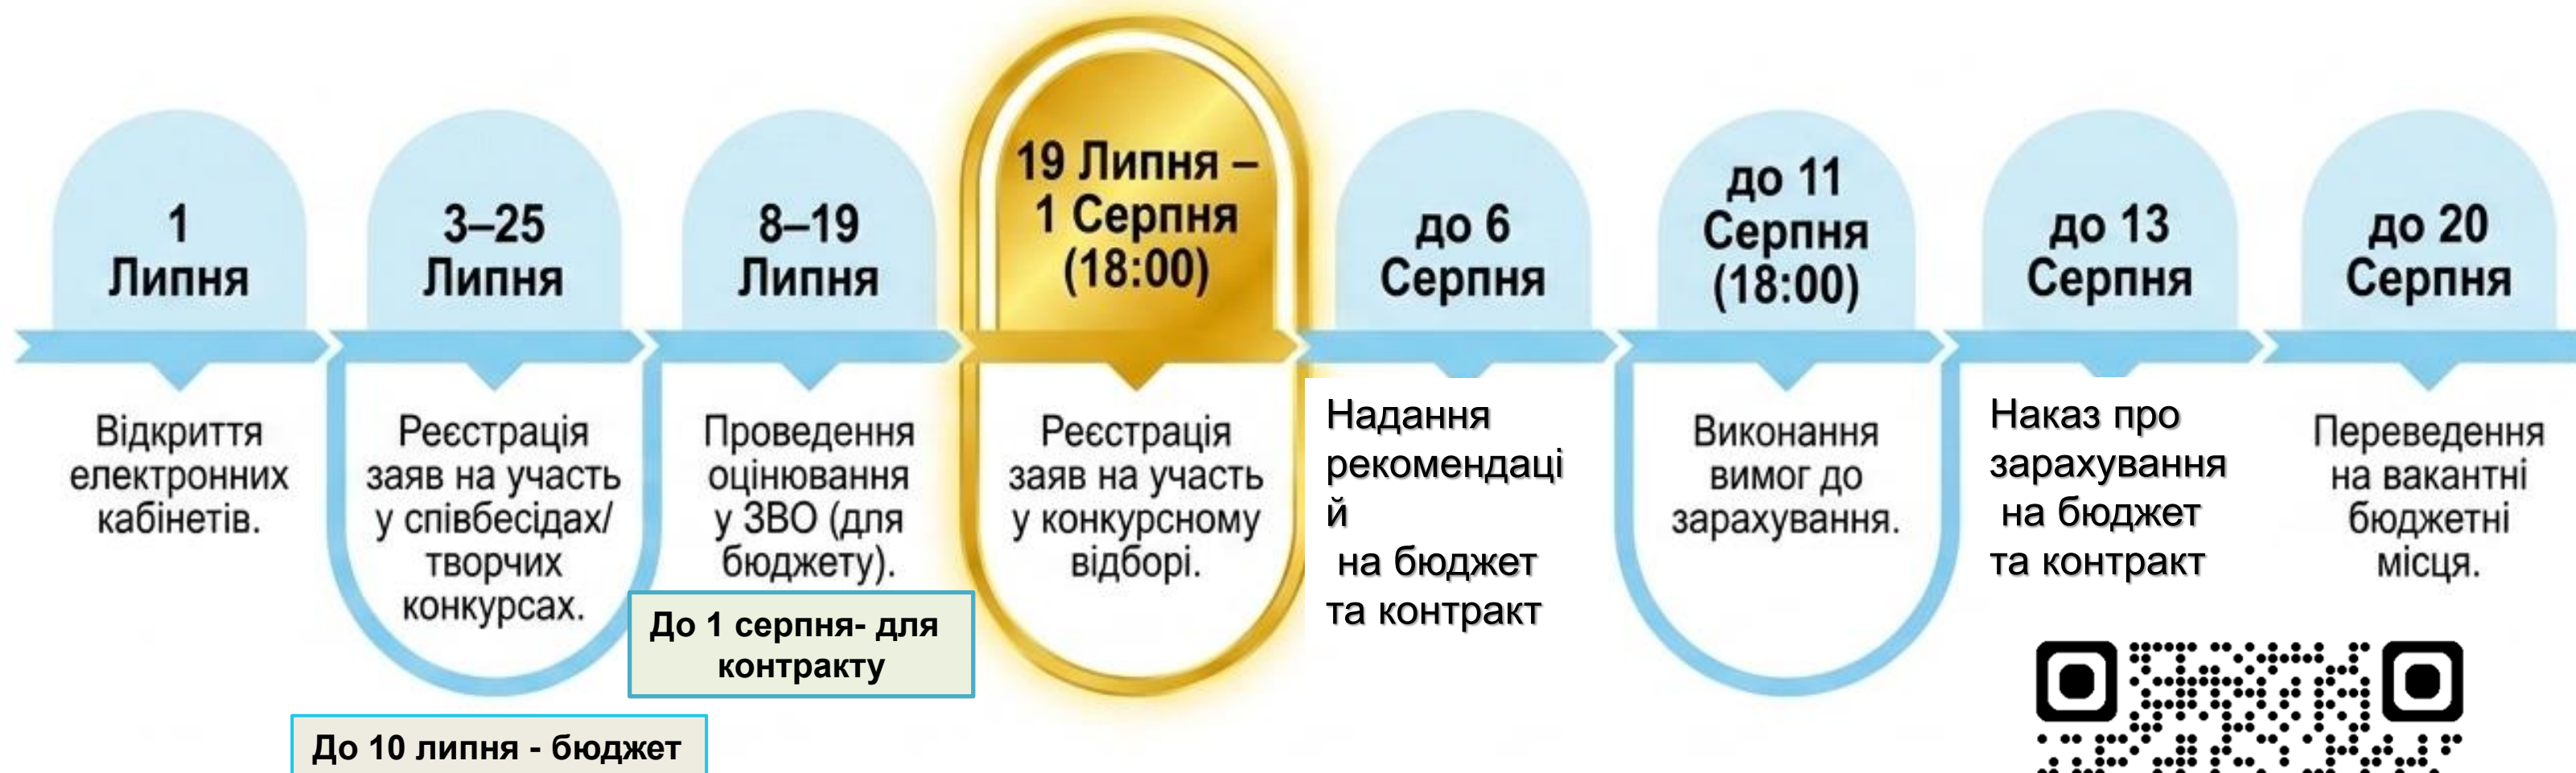 1
Липня
Відкриття
електронних
кабінетів.
3–25
Липня
Реєстрація
заяв на участь
у співбесідах/
творчих
конкурсах.
До 10 липня - бюджет
8–19
Липня
Проведення
оцінювання
у ЗВО (для
бюджету).
До 1 серпня- для
контракту
19 Липня –
1 Серпня
(18:00)
Реєстрація
заяв на участь
у конкурсному
відборі.
до 6
Серпня
Надання
рекомендаці
й
на бюджет
та контракт
до 11
Серпня
(18:00)
Виконання
вимог до
зарахування.
до 13
Серпня
Наказ про
зарахування
на бюджет
та контракт
до 20
Серпня
Переведення
на вакантні
бюджетні
місця.